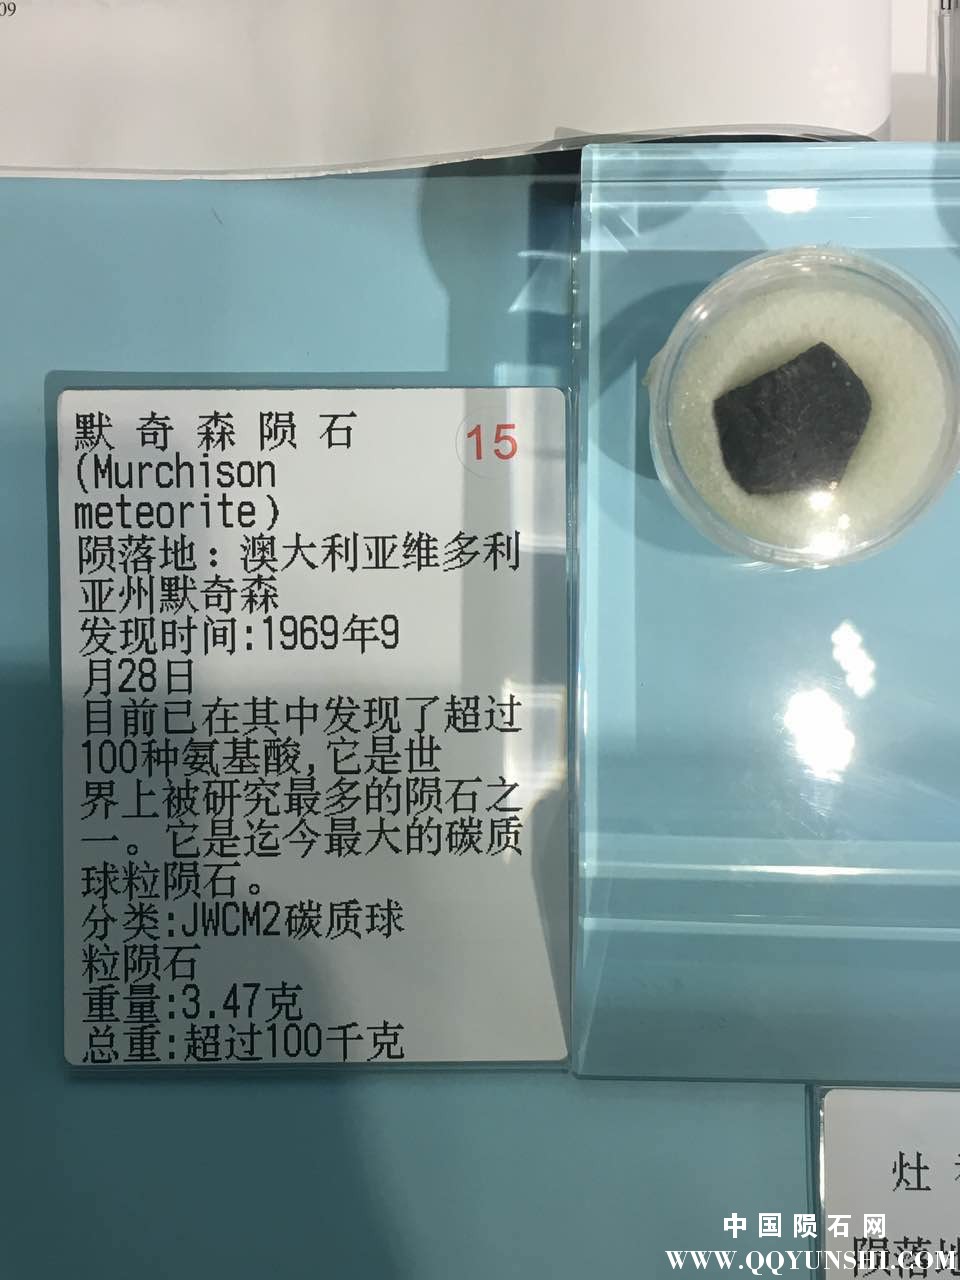 09
默奇森陨石
15
(Murchison
meteorite)
陨落地：澳大利亚维多利
亚州默奇森
发现时间:1969年9
月28日
目前已在其中发现了超过
100种氨基酸,它是世
界上被研究最多的陨石之
一。它是迄今最大的碳质
球粒陨石。
分类:JWCM2碳质球
粒陨石
重量:3.47克
总重:超过100千克
灶
陨落地
中国陨石网
WWW.QQYUNSHI.COM